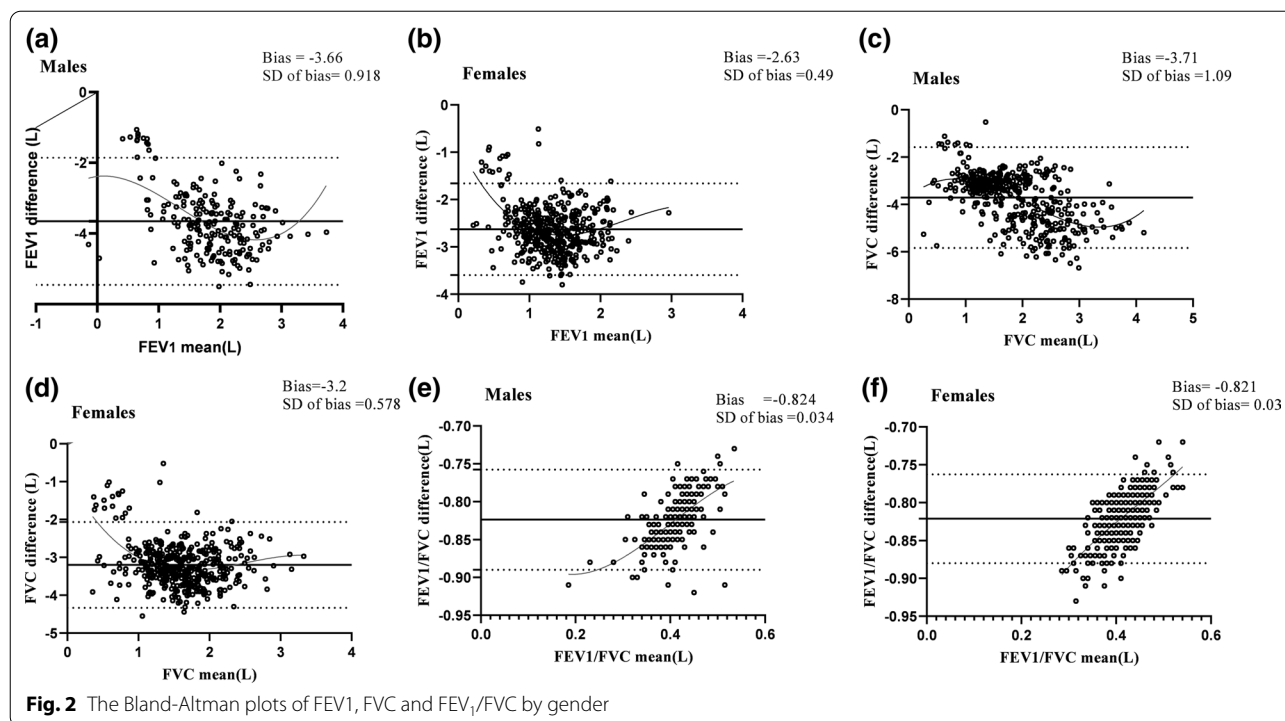 (a)
Males
Bias = -3.66
SD of bias= 0.918
0
-2
-4
FEV1 difference (L)
-1
0
1
2
3
4
FEV1 mean(L)
(b)
Females
Bias =-2.63
SD of bias =0.49
0
-1
-2
-3
-4
FEV1 difference (L)
0
1
2
3
4
FEV1 mean(L)
(c)
Males
Bias = -3.71
SD of bias= 1.09
0
-2
-4
-6
-8
FVC difference (L)
0
1
2
3
4
5
FVC mean(L)
(d)
Females
Bias=-3.2
SD of bias =0.578
0
-1
-2
-3
-4
-5
FVC difference(L)
0
1
2
3
4
FVC mean(L)
(e)
Males
Bias =-0.824
SD of bias =0.034
-0.70
-0.75
-0.80
-0.85
-0.90
-0.95
FEV1/FVC difference(L)
0.0
0.2
0.4
0.6
FEV1/FVC mean(L)
(f)
Females
Bias= -0.821
SD of bias= 0.03
-0.70
-0.75
-0.80
-0.85
-0.90
-0.95
FEV1/FVC difference(L)
0.0
0.2
0.4
0.6
FEV1/FVC mean(L)
Fig. 2 The Bland-Altman plots of FEV1, FVC and FEV₁/FVC by gender